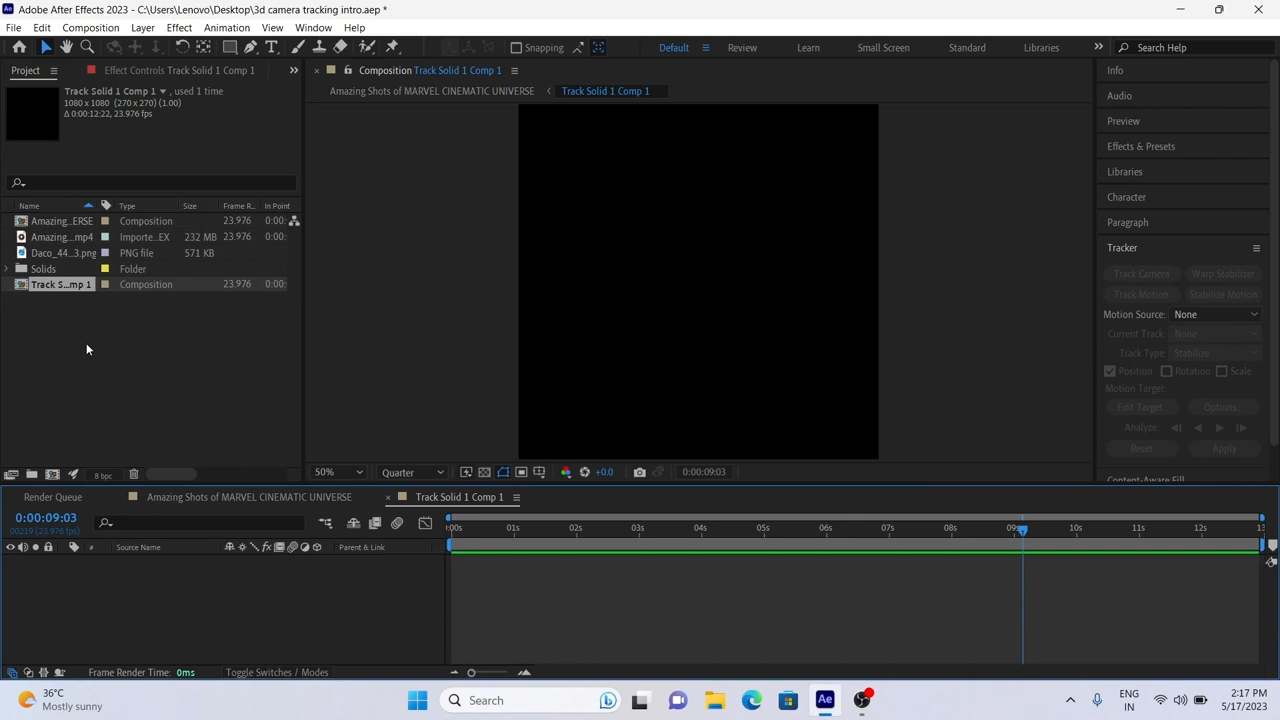 Adobe After Effects 2023 - C:\Users\Lenovo\Desktop\3d camera tracking intro.aep *
File Edit Composition Layer Effect Animation View Window Help
Snapping Default Review Learn Small Screen Standard Libraries Search Help
Project Effect Controls Track Solid 1 Comp 1
Composition Track Solid 1 Comp 1
Info
Track Solid 1 Comp 1 , used 1 time
1080 x 1080 (270 x 270) (1.00)
Δ 0:00:12:22, 23.976 fps
Amazing Shots of MARVEL CINEMATIC UNIVERSE Track Solid 1 Comp 1
Audio
Preview
Effects & Presets
Libraries
Character
Paragraph
Tracker
Name Type Size Frame R... In Point
Amazing...ERSE Composition 23.976 0:00:
Amazing...mp4 Importe...EX 232 MB 23.976 0:00:
Daco_44...3.png PNG file 571 KB
Solids Folder
Track S...mp 1 Composition 23.976 0:00:
Track Camera Warp Stabilizer
Track Motion Stabilize Motion
Motion Source: None
Current Track: None
Track Type: Stabilize
Position Rotation Scale
Motion Target:
Edit Target... Options...
Analyze:
Reset Apply
Content-Aware Fill
8 bpc
50% Quarter +0.0 0:00:09:03
Render Queue Amazing Shots of MARVEL CINEMATIC UNIVERSE Track Solid 1 Comp 1
0:00:09:03
00219 (23.976 fps)
:00s 01s 02s 03s 04s 05s 06s 07s 08s 09s 10s 11s 12s 13
# Source Name Parent & Link
Frame Render Time: 0ms Toggle Switches / Modes
36°C
Mostly sunny
Search
ENG
IN
2:17 PM
5/17/2023